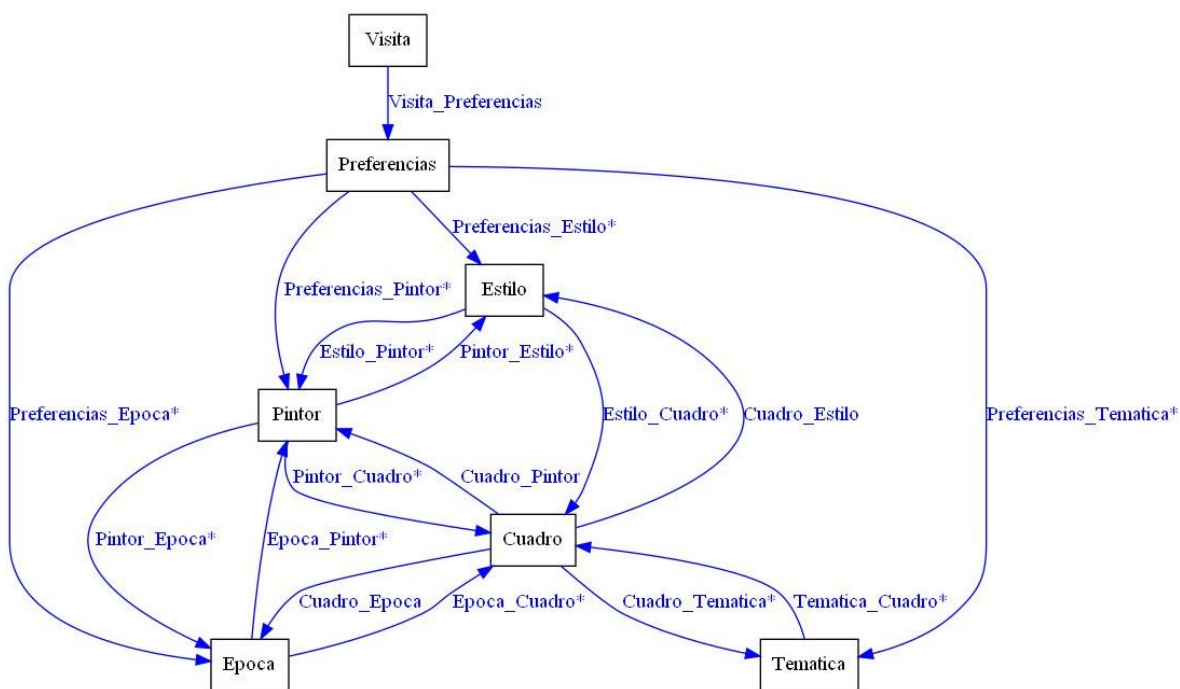 Visita
Visita_Preferencias
Preferencias
Preferencias_Estilo*
Estilo
Preferencias_Pintor*
Estilo_Pintor*
Pintor_Estilo*
Pintor
Preferencias_Epoca*
Estilo_Cuadro*
Cuadro_Estilo
Preferencias_Tematica*
Pintor_Cuadro*
Cuadro_Pintor
Pintor_Epoca*
Epoca_Pintor*
Cuadro
Cuadro_Epoca
Epoca_Cuadro*
Cuadro_Tematica*
Tematica_Cuadro*
Epoca
Tematica